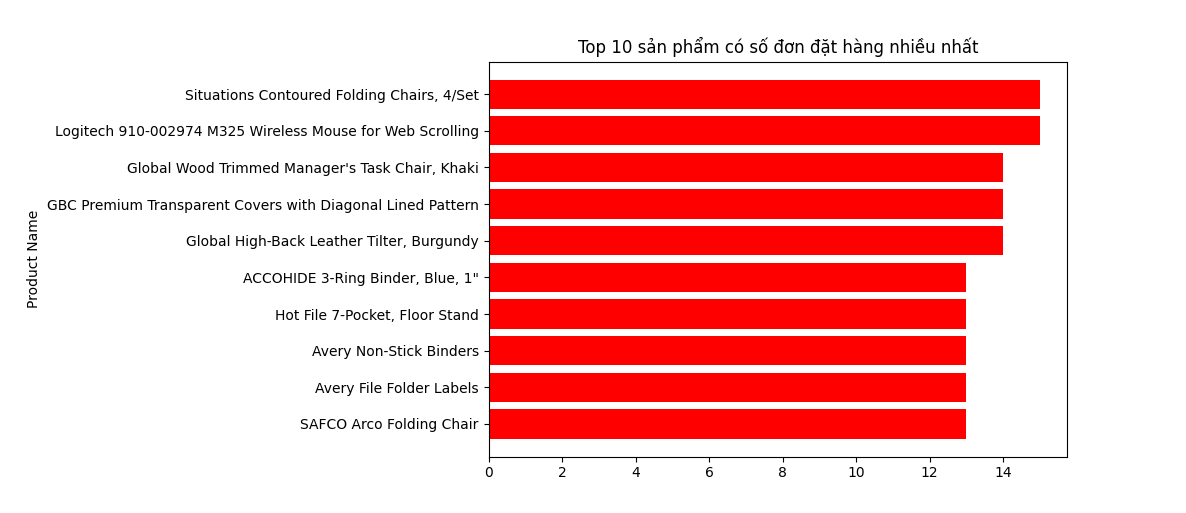 Top 10 sản phẩm có số đơn đặt hàng nhiều nhất
Product Name
Situations Contoured Folding Chairs, 4/Set
Logitech 910-002974 M325 Wireless Mouse for Web Scrolling
Global Wood Trimmed Manager's Task Chair, Khaki
GBC Premium Transparent Covers with Diagonal Lined Pattern
Global High-Back Leather Tilter, Burgundy
ACCOHIDE 3-Ring Binder, Blue, 1"
Hot File 7-Pocket, Floor Stand
Avery Non-Stick Binders
Avery File Folder Labels
SAFCO Arco Folding Chair
0 2 4 6 8 10 12 14